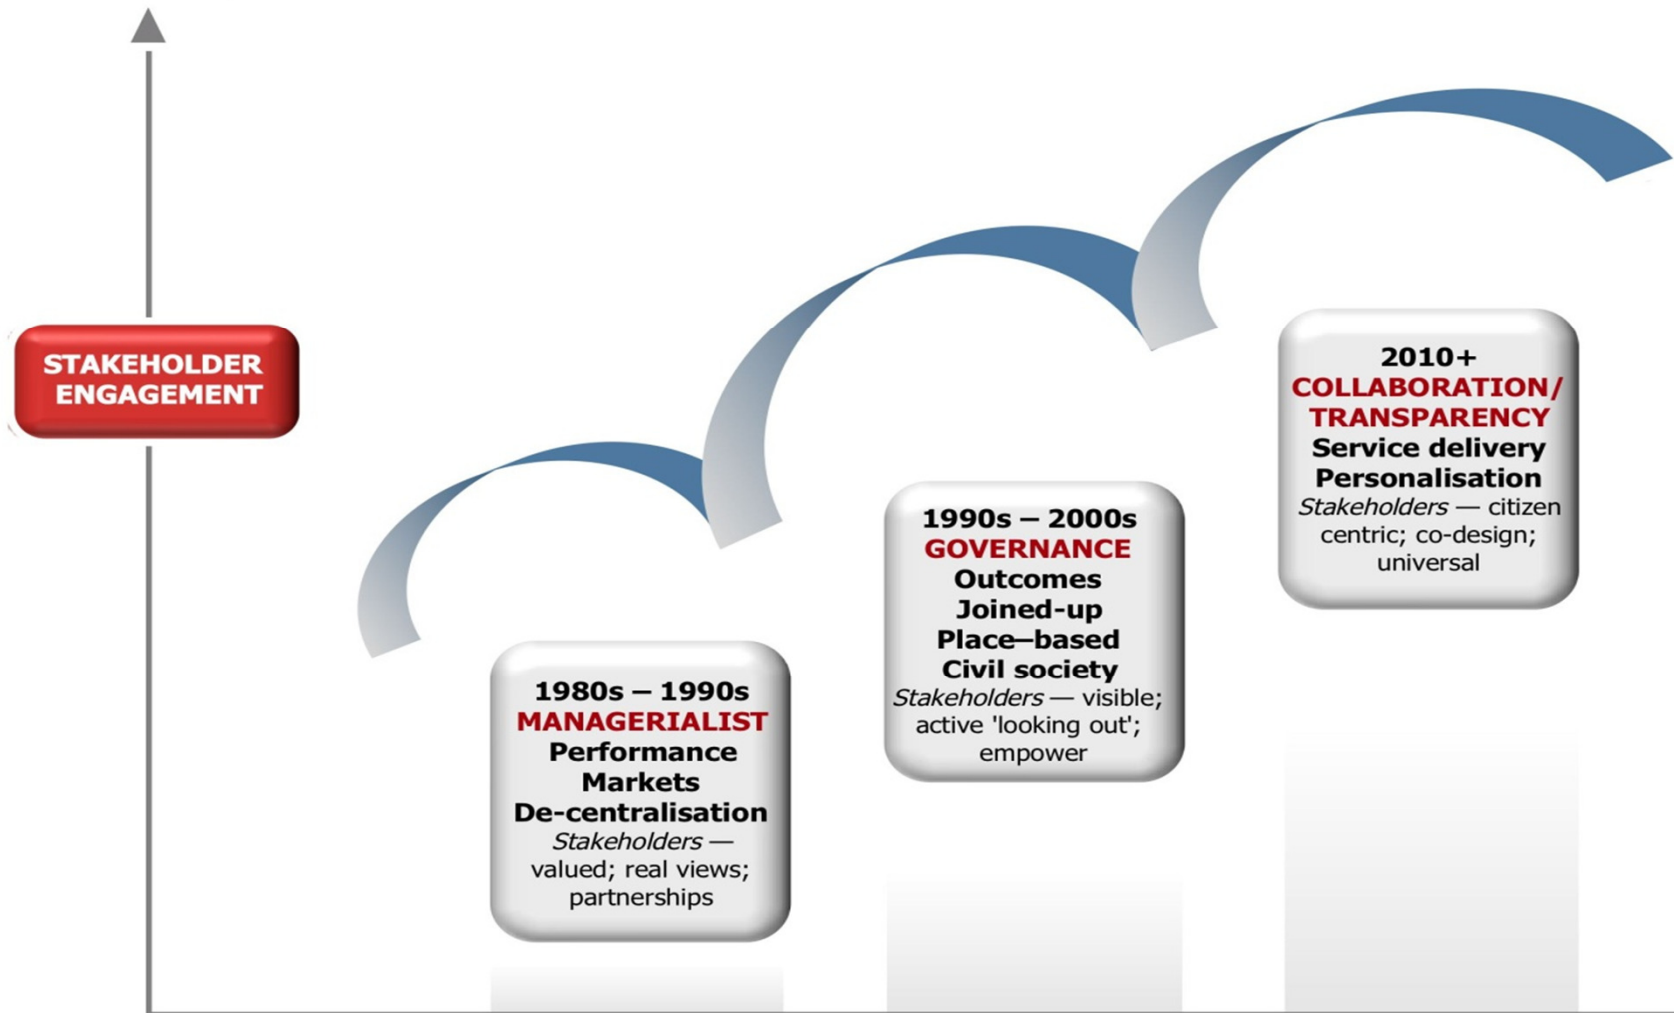 STAKEHOLDER
ENGAGEMENT
1980s – 1990s
MANAGERIALIST
Performance
Markets
De-centralisation
Stakeholders —
valued; real views;
partnerships
1990s – 2000s
GOVERNANCE
Outcomes
Joined-up
Place–based
Civil society
Stakeholders — visible;
active 'looking out';
empower
2010+
COLLABORATION/
TRANSPARENCY
Service delivery
Personalisation
Stakeholders — citizen
centric; co-design;
universal